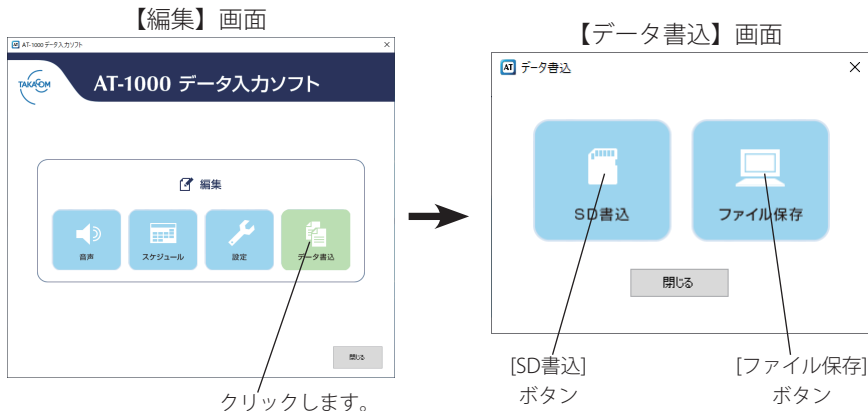 【編集】画面
AT-1000 データ入力ソフト
TAKACOM
AT-1000 データ入力ソフト
編集
音声
スケジュール
設定
データ書込
閉じる
クリックします。
【データ書込】画面
AT データ書込
SD書込
ファイル保存
閉じる
[SD書込]
ボタン
[ファイル保存]
ボタン